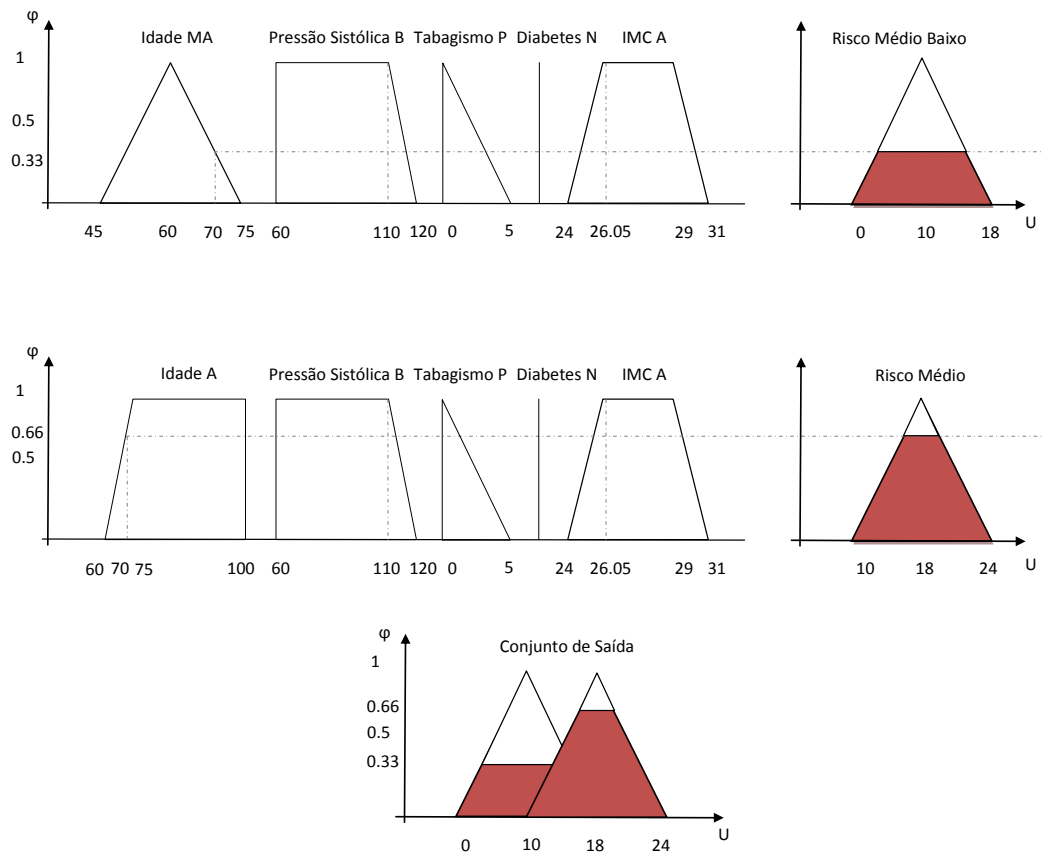 φ
Idade MA Pressão Sistólica B Tabagismo P Diabetes N IMC A Risco Médio Baixo
1
0.5
0.33
45 60 70 75 60 110 120 0 5 24 26.05 29 31 0 10 18 U
φ
Idade A Pressão Sistólica B Tabagismo P Diabetes N IMC A Risco Médio
1
0.66
0.5
60 70 75 100 60 110 120 0 5 24 26.05 29 31 10 18 24 U
φ
Conjunto de Saída
1
0.66
0.5
0.33
0 10 18 24 U